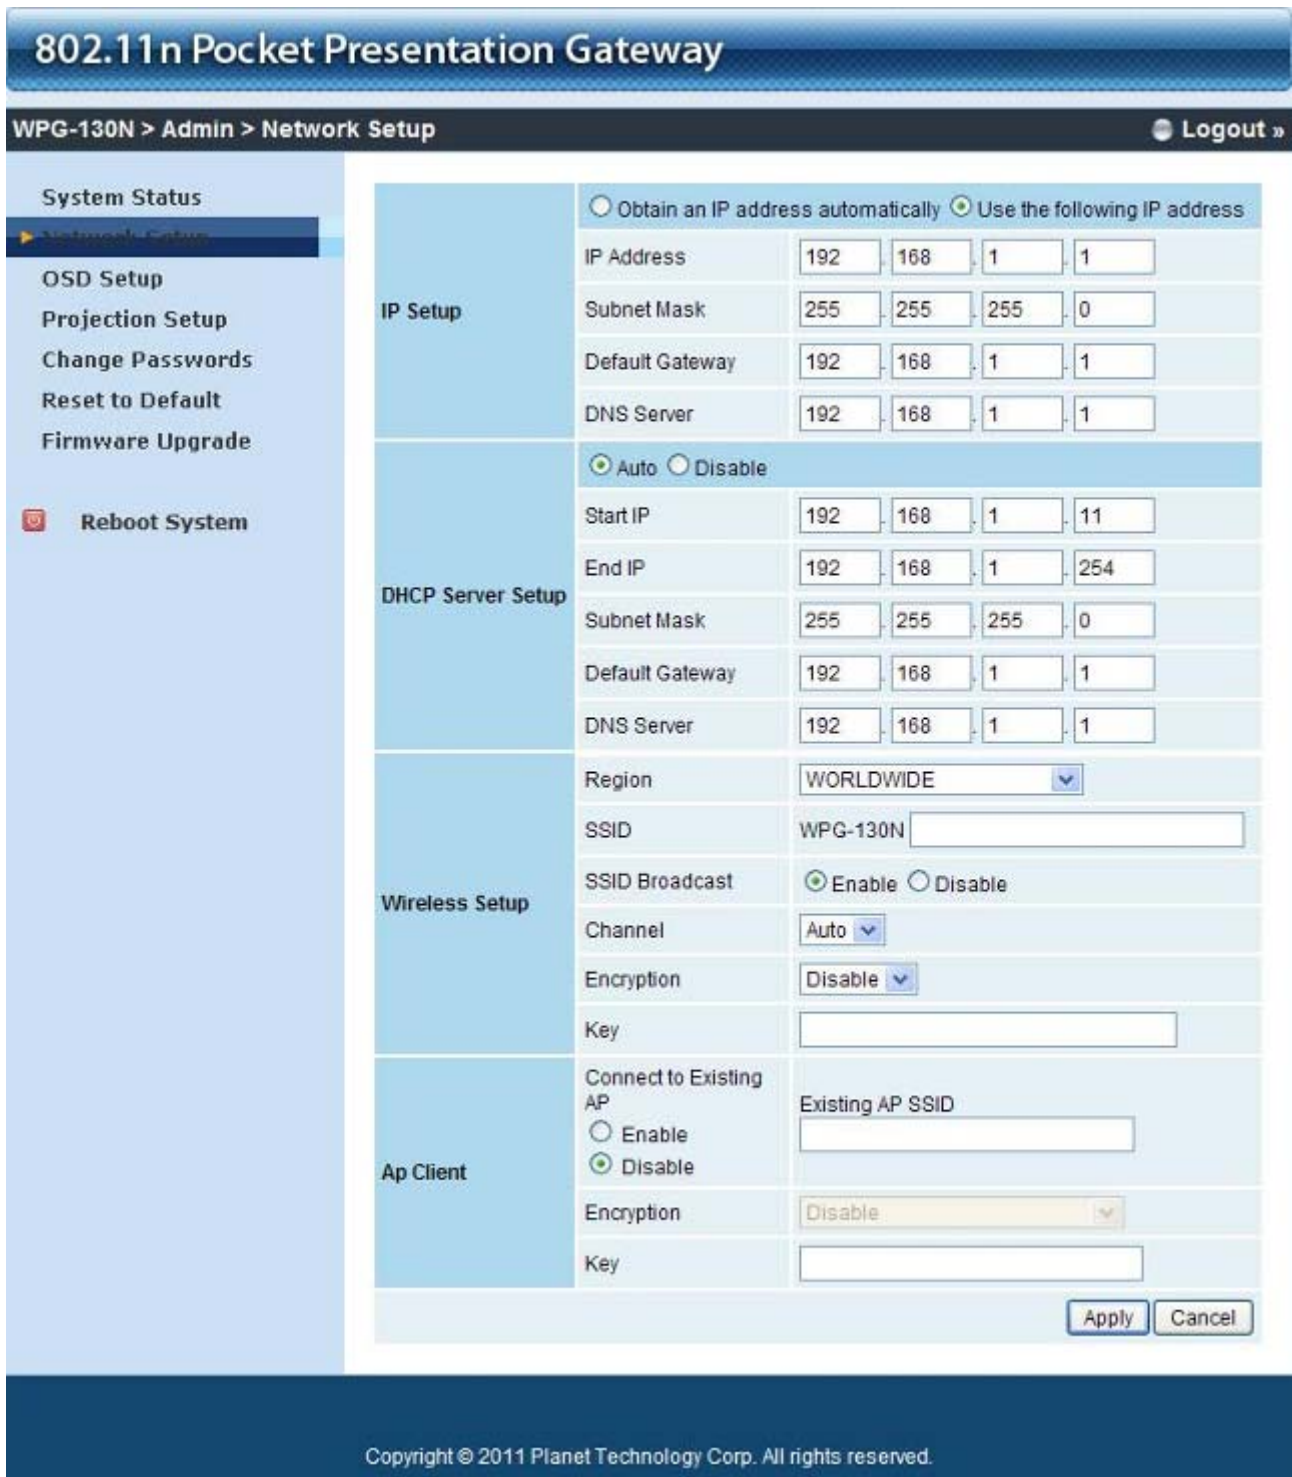 802.11n Pocket Presentation Gateway
WPG-130N > Admin > Network Setup
Logout »
System Status
Network Setup
OSD Setup
Projection Setup
Change Passwords
Reset to Default
Firmware Upgrade
Reboot System
IP Setup
Obtain an IP address automatically Use the following IP address
IP Address 192 . 168 . 1 . 1
Subnet Mask 255 . 255 . 255 . 0
Default Gateway 192 . 168 . 1 . 1
DNS Server 192 . 168 . 1 . 1
DHCP Server Setup
Auto Disable
Start IP 192 . 168 . 1 . 11
End IP 192 . 168 . 1 . 254
Subnet Mask 255 . 255 . 255 . 0
Default Gateway 192 . 168 . 1 . 1
DNS Server 192 . 168 . 1 . 1
Wireless Setup
Region WORLDWIDE
SSID WPG-130N
SSID Broadcast Enable Disable
Channel Auto
Encryption Disable
Key
Ap Client
Connect to Existing
AP
Enable
Disable
Existing AP SSID
Encryption Disable
Key
Apply Cancel
Copyright © 2011 Planet Technology Corp. All rights reserved.